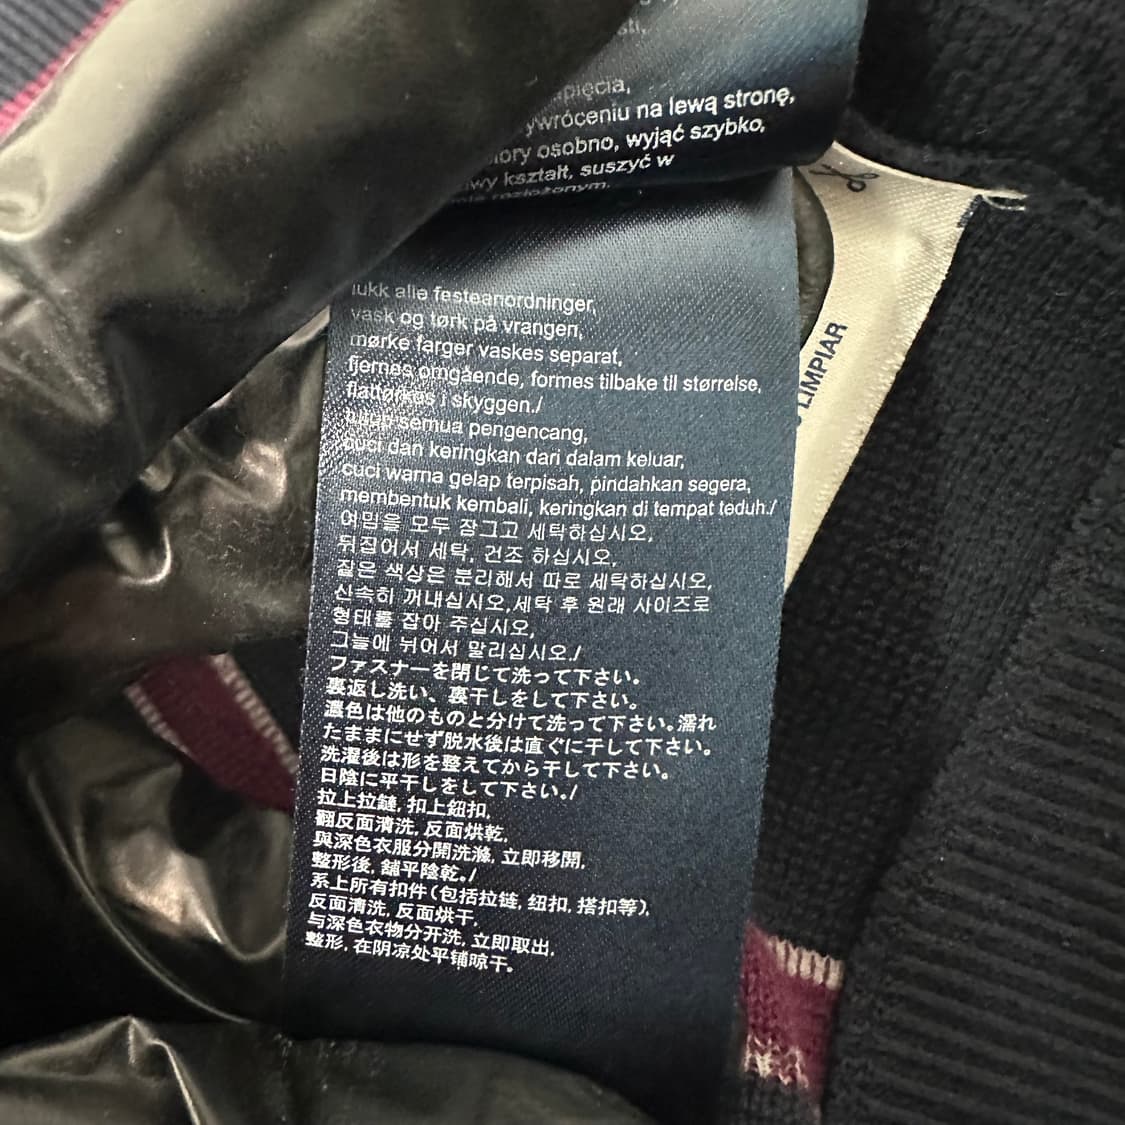 sti,
pięcia,
ywróceniu na lewą stronę,
ory osobno, wyjąć szybko,
wy kształt, suszyć w
rozłożonym.
lukk alle festeanordninger,
vask og tørk på vrangen,
mørke farger vaskes separat,
fjernes omgående, formes tilbake til størrelse,
flattørkes i skyggen./
tutup semua pengencang,
cuci dan keringkan dari dalam keluar,
cuci warna gelap terpisah, pindahkan segera,
membentuk kembali, keringkan di tempat teduh./
여밈을 모두 잠그고 세탁하십시오,
뒤집어서 세탁, 건조 하십시오,
짙은 색상은 분리해서 따로 세탁하십시오,
신속히 꺼내십시오,세탁 후 원래 사이즈로
형태를 잡아 주십시오,
그늘에 뉘어서 말리십시오./
ファスナーを閉じて洗って下さい。
裏返し洗い、裏干しをして下さい。
濃色は他のものと分けて洗って下さい。濡れ
たままにせず脱水後は直ぐに干して下さい。
洗濯後は形を整えてから干して下さい。
日陰に平干しをして下さい。/
拉上拉鏈, 扣上鈕扣,
翻反面清洗, 反面烘乾,
與深色衣服分開洗滌, 立即移開,
整形後, 舖平陰乾。/
系上所有扣件(包括拉链, 纽扣, 搭扣等),
反面清洗, 反面烘干,
与深色衣物分开洗, 立即取出,
整形, 在阴凉处平铺晾干。
LIMPIAR